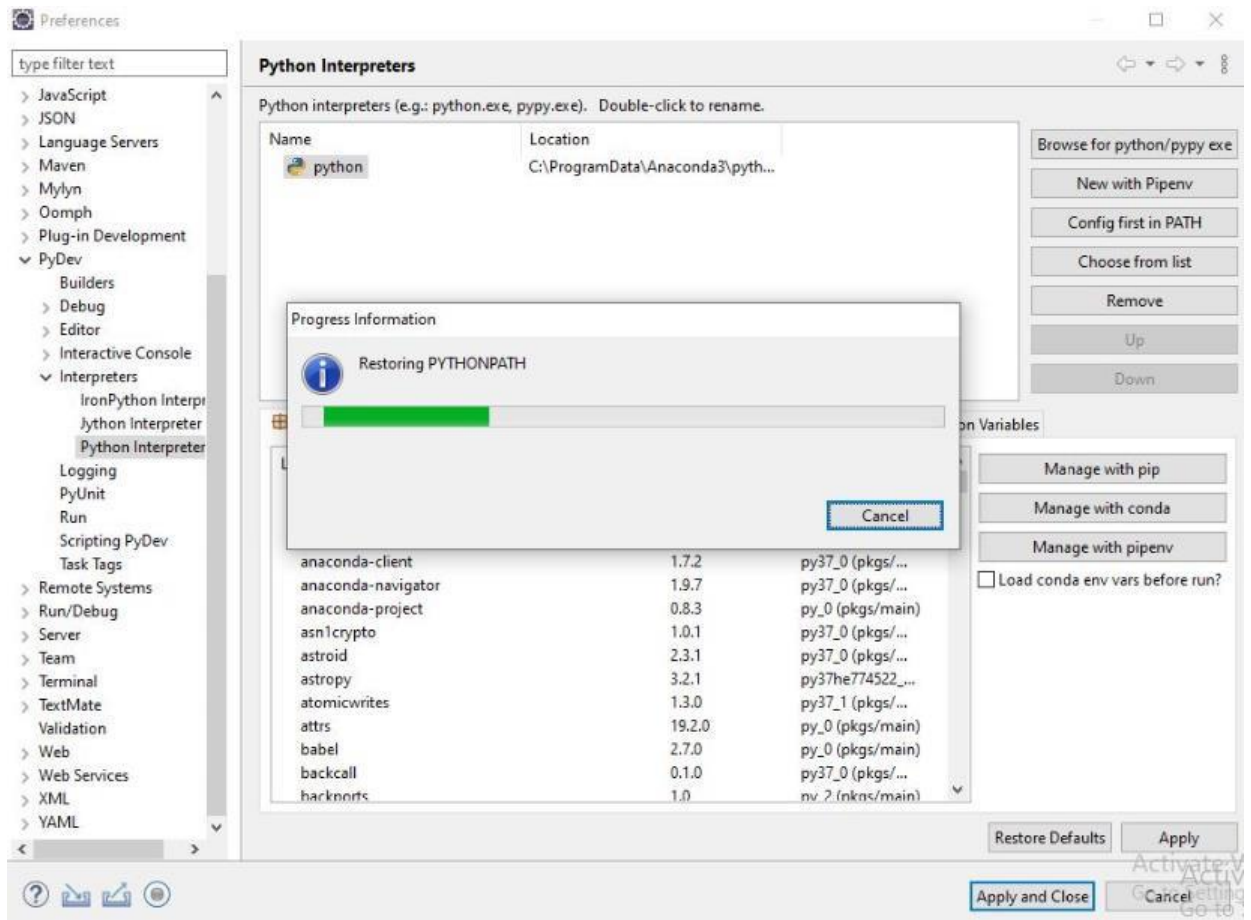 Preferences
type filter text
JavaScript
JSON
Language Servers
Maven
Mylyn
Oomph
Plug-in Development
PyDev
Builders
Debug
Editor
Interactive Console
Interpreters
IronPython Interpr
Jython Interpreter
Python Interpreter
Logging
PyUnit
Run
Scripting PyDev
Task Tags
Remote Systems
Run/Debug
Server
Team
Terminal
TextMate
Validation
Web
Web Services
XML
YAML
Python Interpreters
Python interpreters (e.g.: python.exe, pypy.exe).   Double-click to rename.
Name Location
python C:\ProgramData\Anaconda3\pyth...
Browse for python/pypy exe
New with Pipenv
Config first in PATH
Choose from list
Remove
Up
Down
Progress Information
Restoring PYTHONPATH
Cancel
on Variables
anaconda-client 1.7.2 py37_0 (pkgs/...
anaconda-navigator 1.9.7 py37_0 (pkgs/...
anaconda-project 0.8.3 py_0 (pkgs/main)
asn1crypto 1.0.1 py37_0 (pkgs/...
astroid 2.3.1 py37_0 (pkgs/...
astropy 3.2.1 py37he774522_...
atomicwrites 1.3.0 py37_1 (pkgs/...
attrs 19.2.0 py_0 (pkgs/main)
babel 2.7.0 py_0 (pkgs/main)
backcall 0.1.0 py37_0 (pkgs/...
backports 1.0 py_2 (pkgs/main)
Manage with pip
Manage with conda
Manage with pipenv
Load conda env vars before run?
Restore Defaults Apply
Apply and Close Cancel